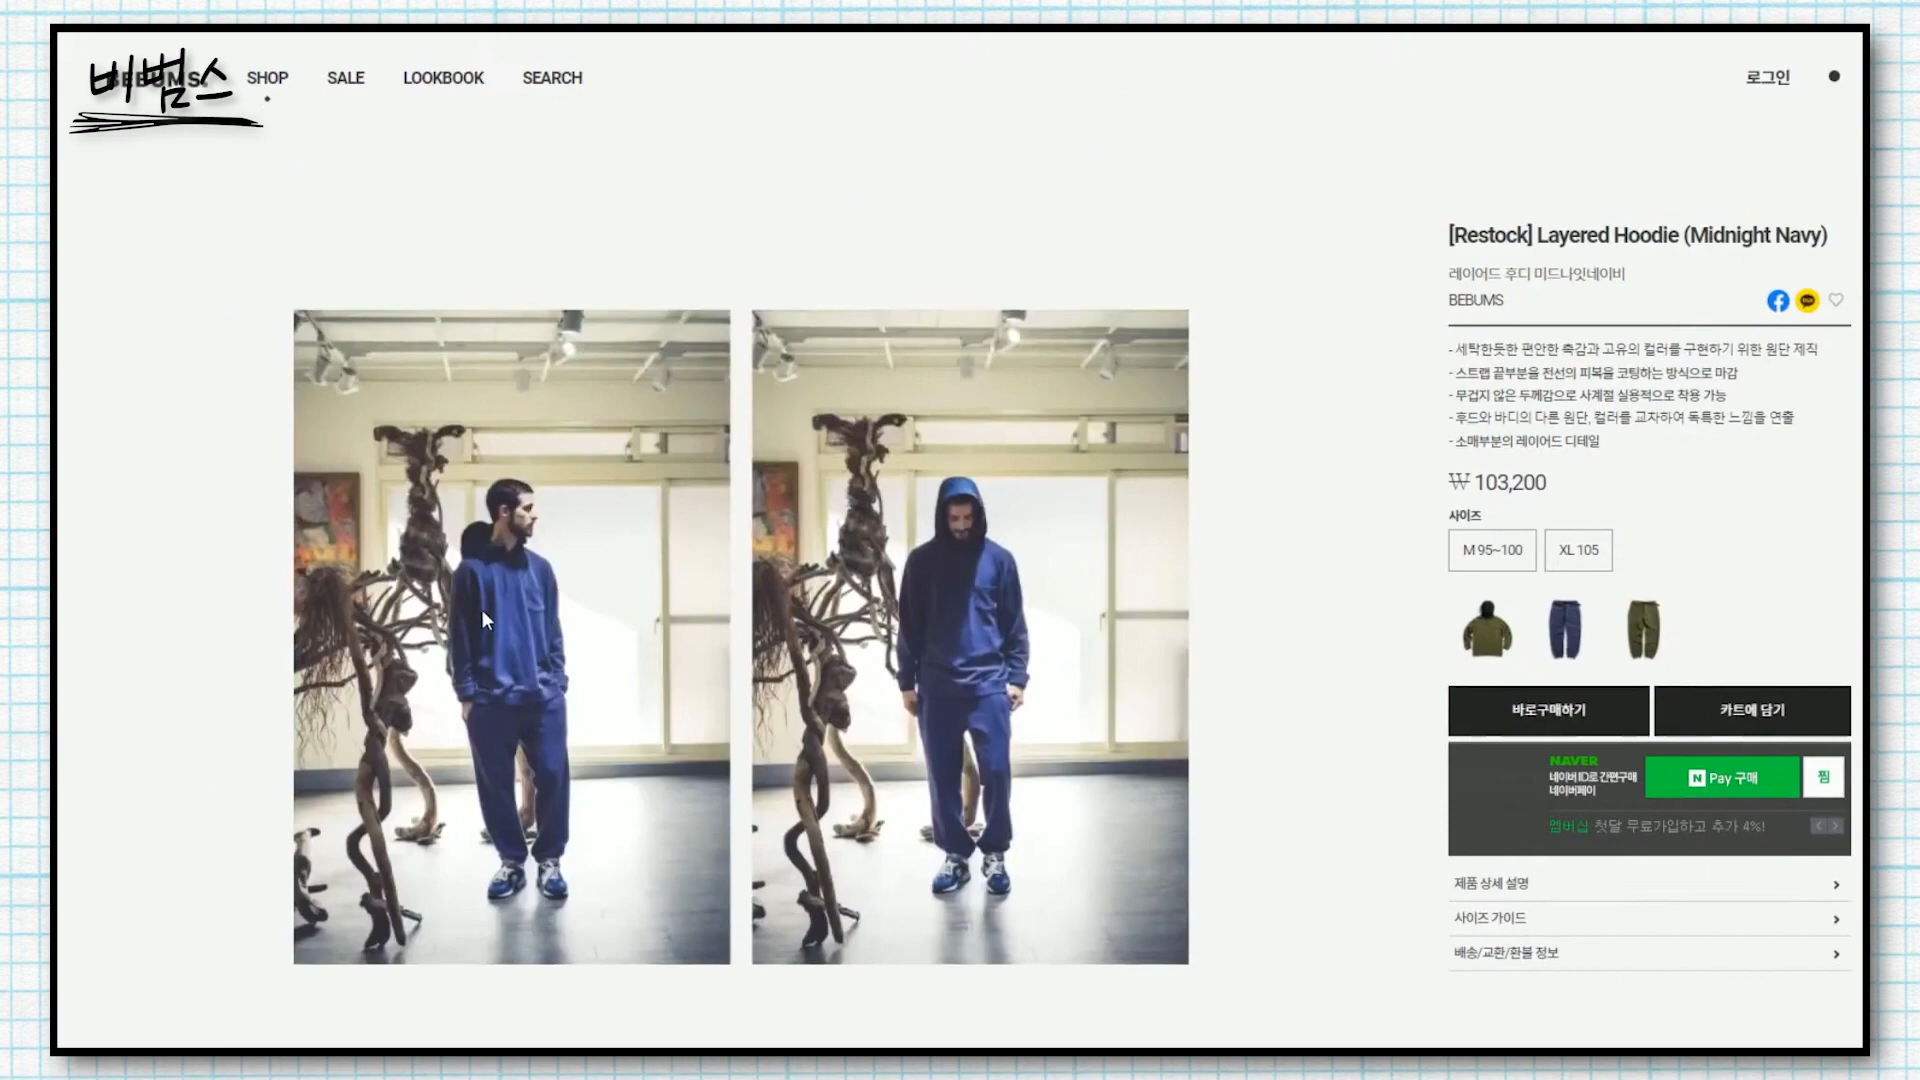 비범스
BEBUMS.
SHOP
SALE
LOOKBOOK
SEARCH
로그인
[Restock] Layered Hoodie (Midnight Navy)
레이어드 후디 미드나잇네이비
BEBUMS
- 세탁한듯한 편안한 촉감과 고유의 컬러를 구현하기 위한 원단 제직
- 스트랩 끝부분을 전선의 피복을 코팅하는 방식으로 마감
- 무겁지 않은 두께감으로 사계절 실용적으로 착용 가능
- 후드와 바디의 다른 원단, 컬러를 교차하여 독특한 느낌을 연출
- 소매부분의 레이어드 디테일
₩ 103,200
사이즈
M 95~100
XL 105
바로구매하기
카트에 담기
NAVER
네이버 ID로 간편구매
네이버페이
N Pay 구매
찜
멤버십 첫달 무료가입하고 추가 4%!
제품 상세 설명
사이즈 가이드
배송/교환/환불 정보